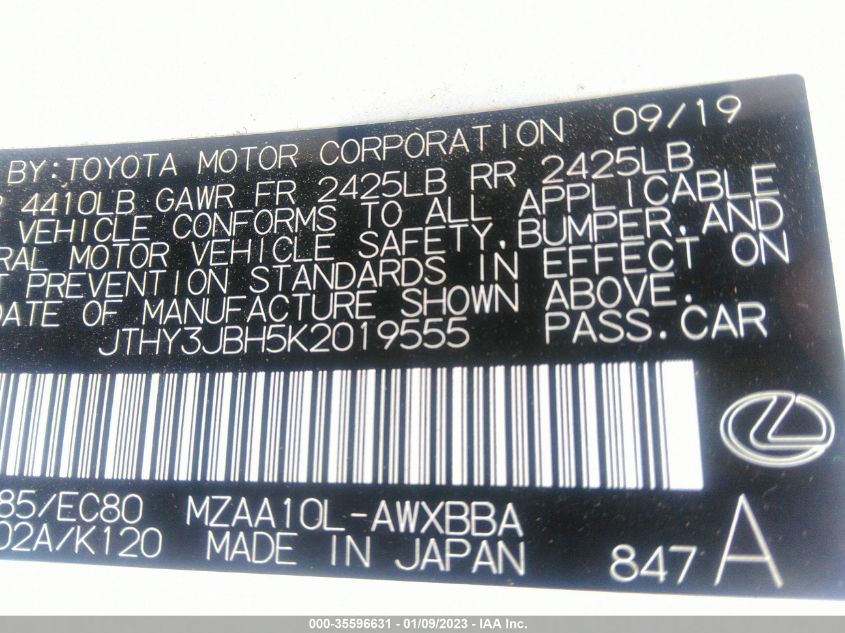 BY: TOYOTA MOTOR CORPORATION 09/19
4410LB GAWR FR 2425LB RR 2425LB
VEHICLE CONFORMS TO ALL APPLICABLE
RAL MOTOR VEHICLE SAFETY, BUMPER, AND
T PREVENTION STANDARDS IN EFFECT ON
DATE OF MANUFACTURE SHOWN ABOVE.
JTHY3JBH5K2019555 PASS. CAR
85/EC80 MZAA10L-AWXBBA
02A/K120 MADE IN JAPAN 847 A
000-35596631 - 01/09/2023 - IAA Inc.